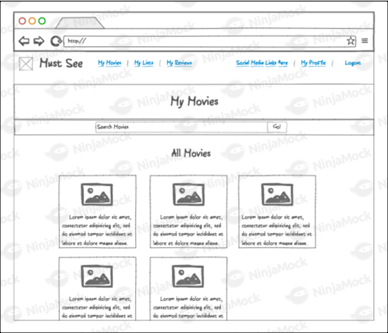 http://
Must See My Movies | My Lists | My Reviews Social Media Links Here | My Profile | Logout
My Movies
Search Movies Go!
All Movies
Lorem ipsum dolor sit amet, Lorem ipsum dolor sit amet, Lorem ipsum dolor sit amet,
consectetur adipisicing elit, sed consectetur adipisicing elit, sed consectetur adipisicing elit, sed
do eiusmod tempor incididunt ut do eiusmod tempor incididunt ut do eiusmod tempor incididunt ut
labore et dolore magna aliqua. labore et dolore magna aliqua. labore et dolore magna aliqua.
Lorem ipsum dolor sit amet, Lorem ipsum dolor sit amet,
consectetur adipisicing elit, sed consectetur adipisicing elit, sed
do eiusmod tempor incididunt ut do eiusmod tempor incididunt ut
NinjaMock